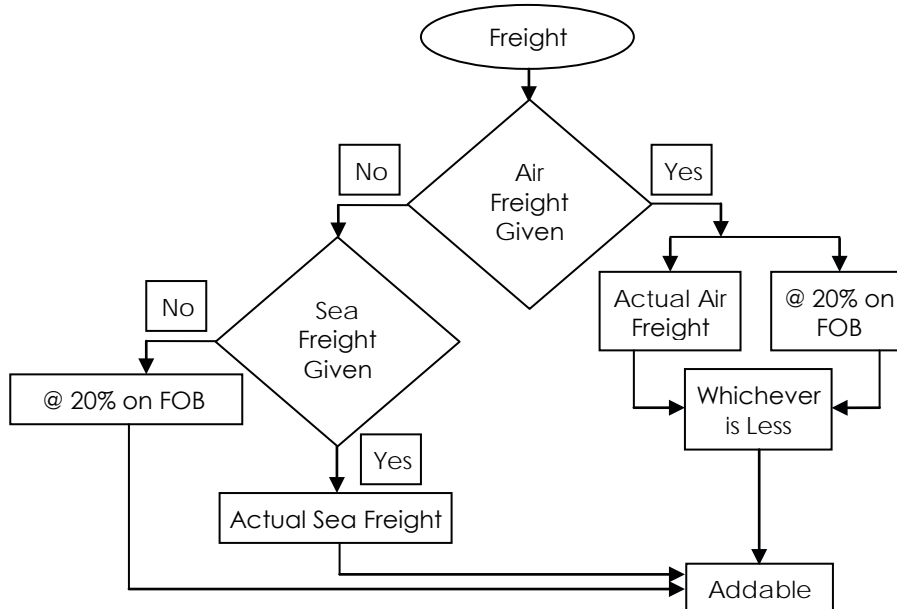 Freight
Air
Freight
Given
No
Yes
Sea
Freight
Given
No
Actual Air
Freight
@ 20% on
FOB
@ 20% on FOB
Whichever
is Less
Yes
Actual Sea Freight
Addable